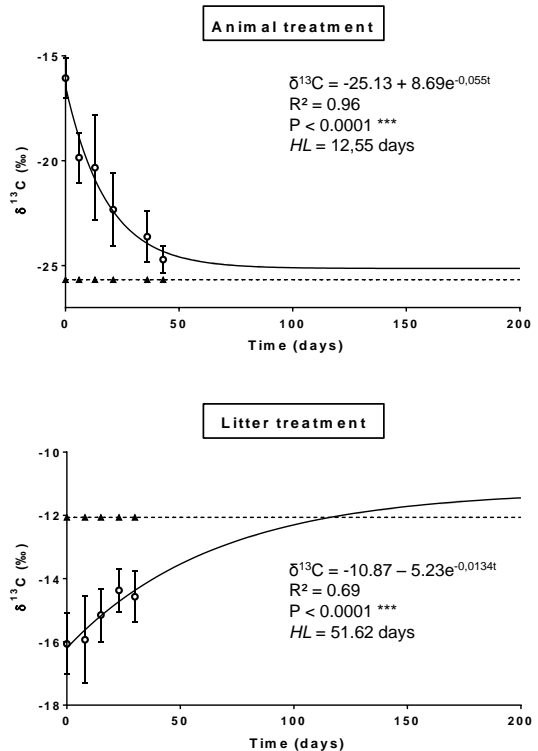 Animal treatment
-15
-20
-25
δ ¹³C (‰)
δ¹³C = -25.13 + 8.69e⁻⁰,⁰⁵⁵ᵗ
R² = 0.96
P < 0.0001 ***
HL = 12,55 days
0 50 100 150 200
Time (days)
Litter treatment
-10
-12
-14
-16
-18
δ ¹³C (‰)
δ¹³C = -10.87 – 5.23e⁻⁰·⁰¹³⁴ᵗ
R² = 0.69
P < 0.0001 ***
HL = 51.62 days
0 50 100 150 200
Time (days)